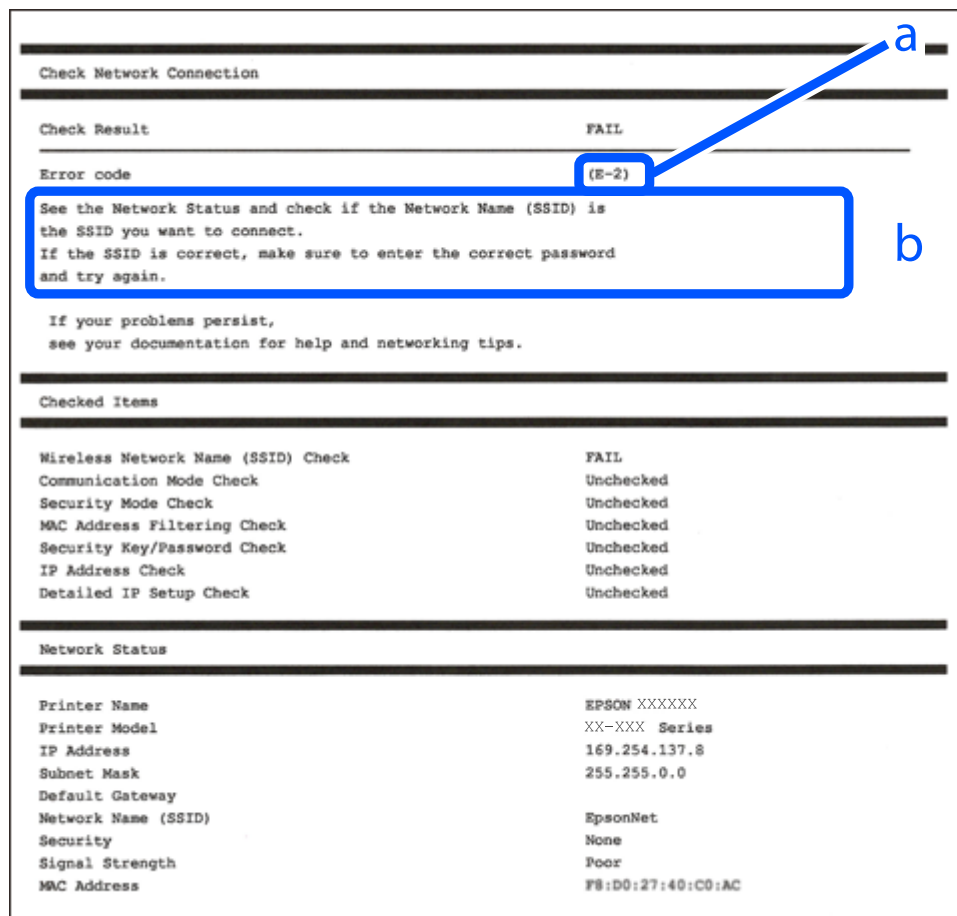 a
Check Network Connection
Check Result FAIL
Error code (E-2)
See the Network Status and check if the Network Name (SSID) is
the SSID you want to connect.
If the SSID is correct, make sure to enter the correct password
and try again.
b
If your problems persist,
see your documentation for help and networking tips.
Checked Items
Wireless Network Name (SSID) Check FAIL
Communication Mode Check Unchecked
Security Mode Check Unchecked
MAC Address Filtering Check Unchecked
Security Key/Password Check Unchecked
IP Address Check Unchecked
Detailed IP Setup Check Unchecked
Network Status
Printer Name EPSON XXXXXX
Printer Model XX-XXX Series
IP Address 169.254.137.8
Subnet Mask 255.255.0.0
Default Gateway
Network Name (SSID) EpsonNet
Security None
Signal Strength Poor
MAC Address F8:D0:27:40:C0:AC